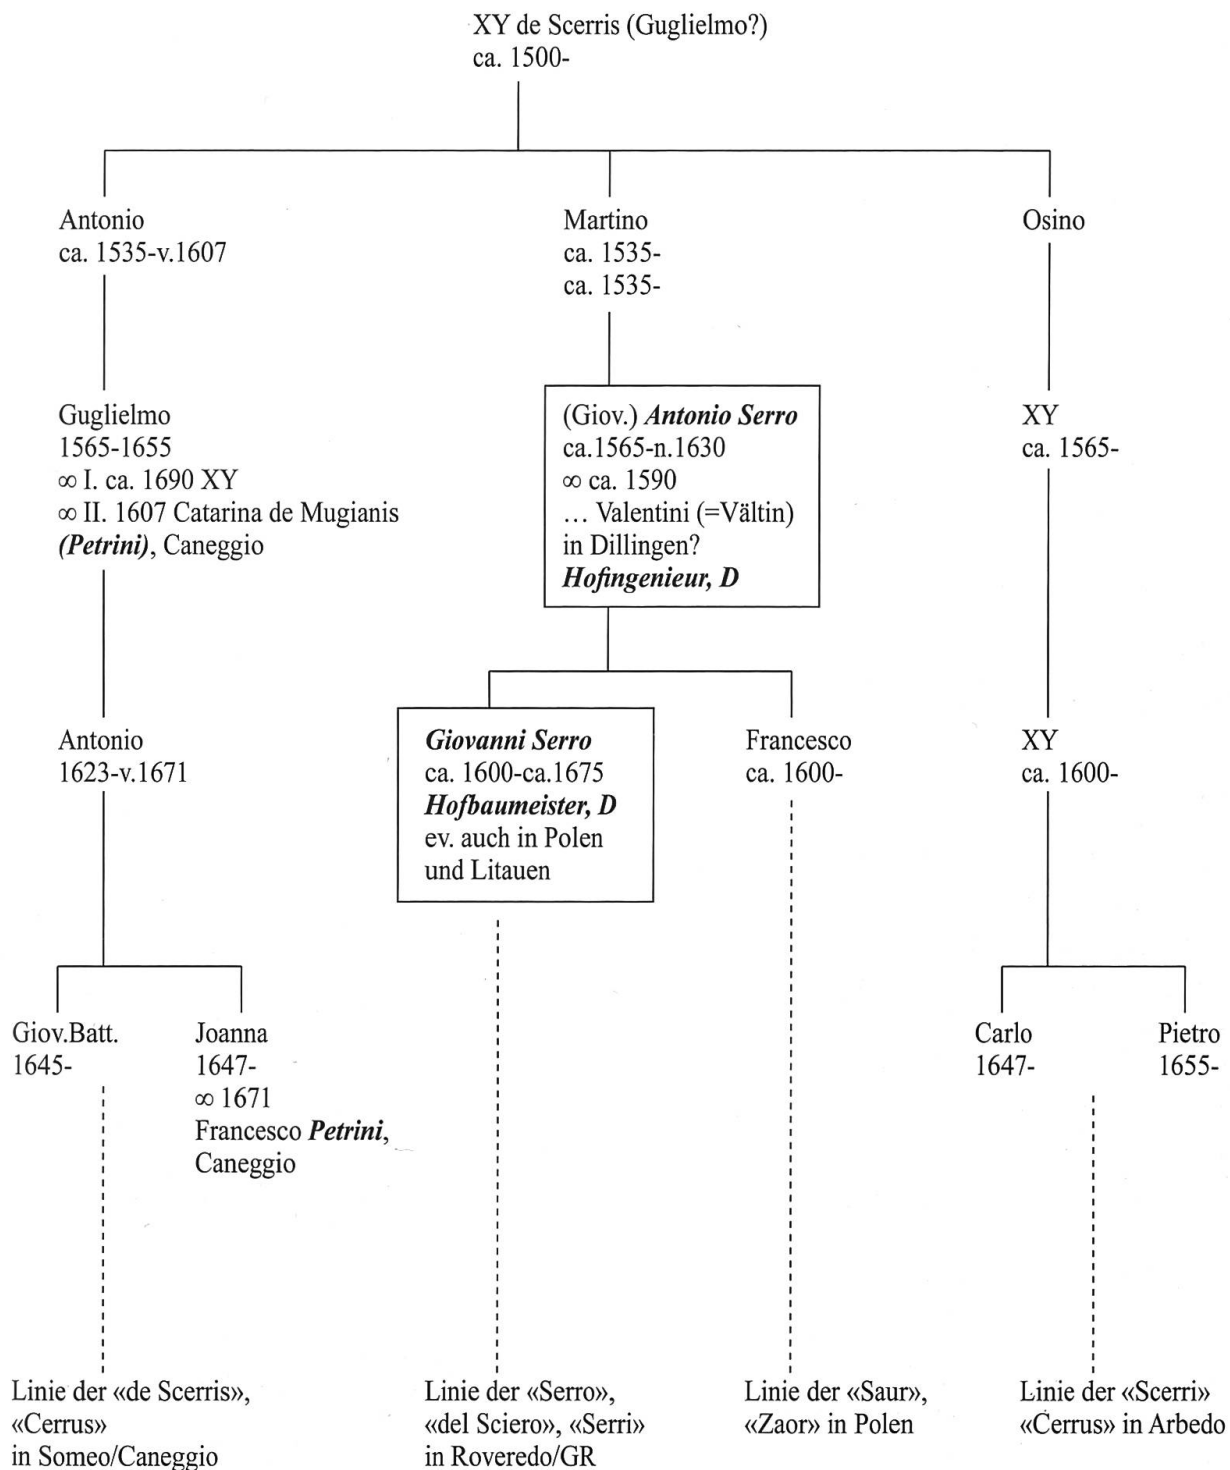 XY de Scerris (Guglielmo?)
ca. 1500-
Antonio
ca. 1535-v.1607
Martino
ca. 1535-
ca. 1535-
Osino
Guglielmo
1565-1655
∞ I. ca. 1690 XY
∞ II. 1607 Catarina de Mugianis
(Petrini), Caneggio
(Giov.) Antonio Serro
ca.1565-n.1630
∞ ca. 1590
... Valentini (=Vältin)
in Dillingen?
Hofingenieur, D
XY
ca. 1565-
Antonio
1623-v.1671
Giovanni Serro
ca. 1600-ca.1675
Hofbaumeister, D
ev. auch in Polen
und Litauen
Francesco
ca. 1600-
XY
ca. 1600-
Giov.Batt.
1645-
Joanna
1647-
∞ 1671
Francesco Petrini,
Caneggio
Carlo
1647-
Pietro
1655-
Linie der «de Scerris»,
«Cerrus»
in Someo/Caneggio
Linie der «Serro»,
«del Sciero», «Serri»
in Roveredo/GR
Linie der «Saur»,
«Zaor» in Polen
Linie der «Scerri»
«Cerrus» in Arbedo